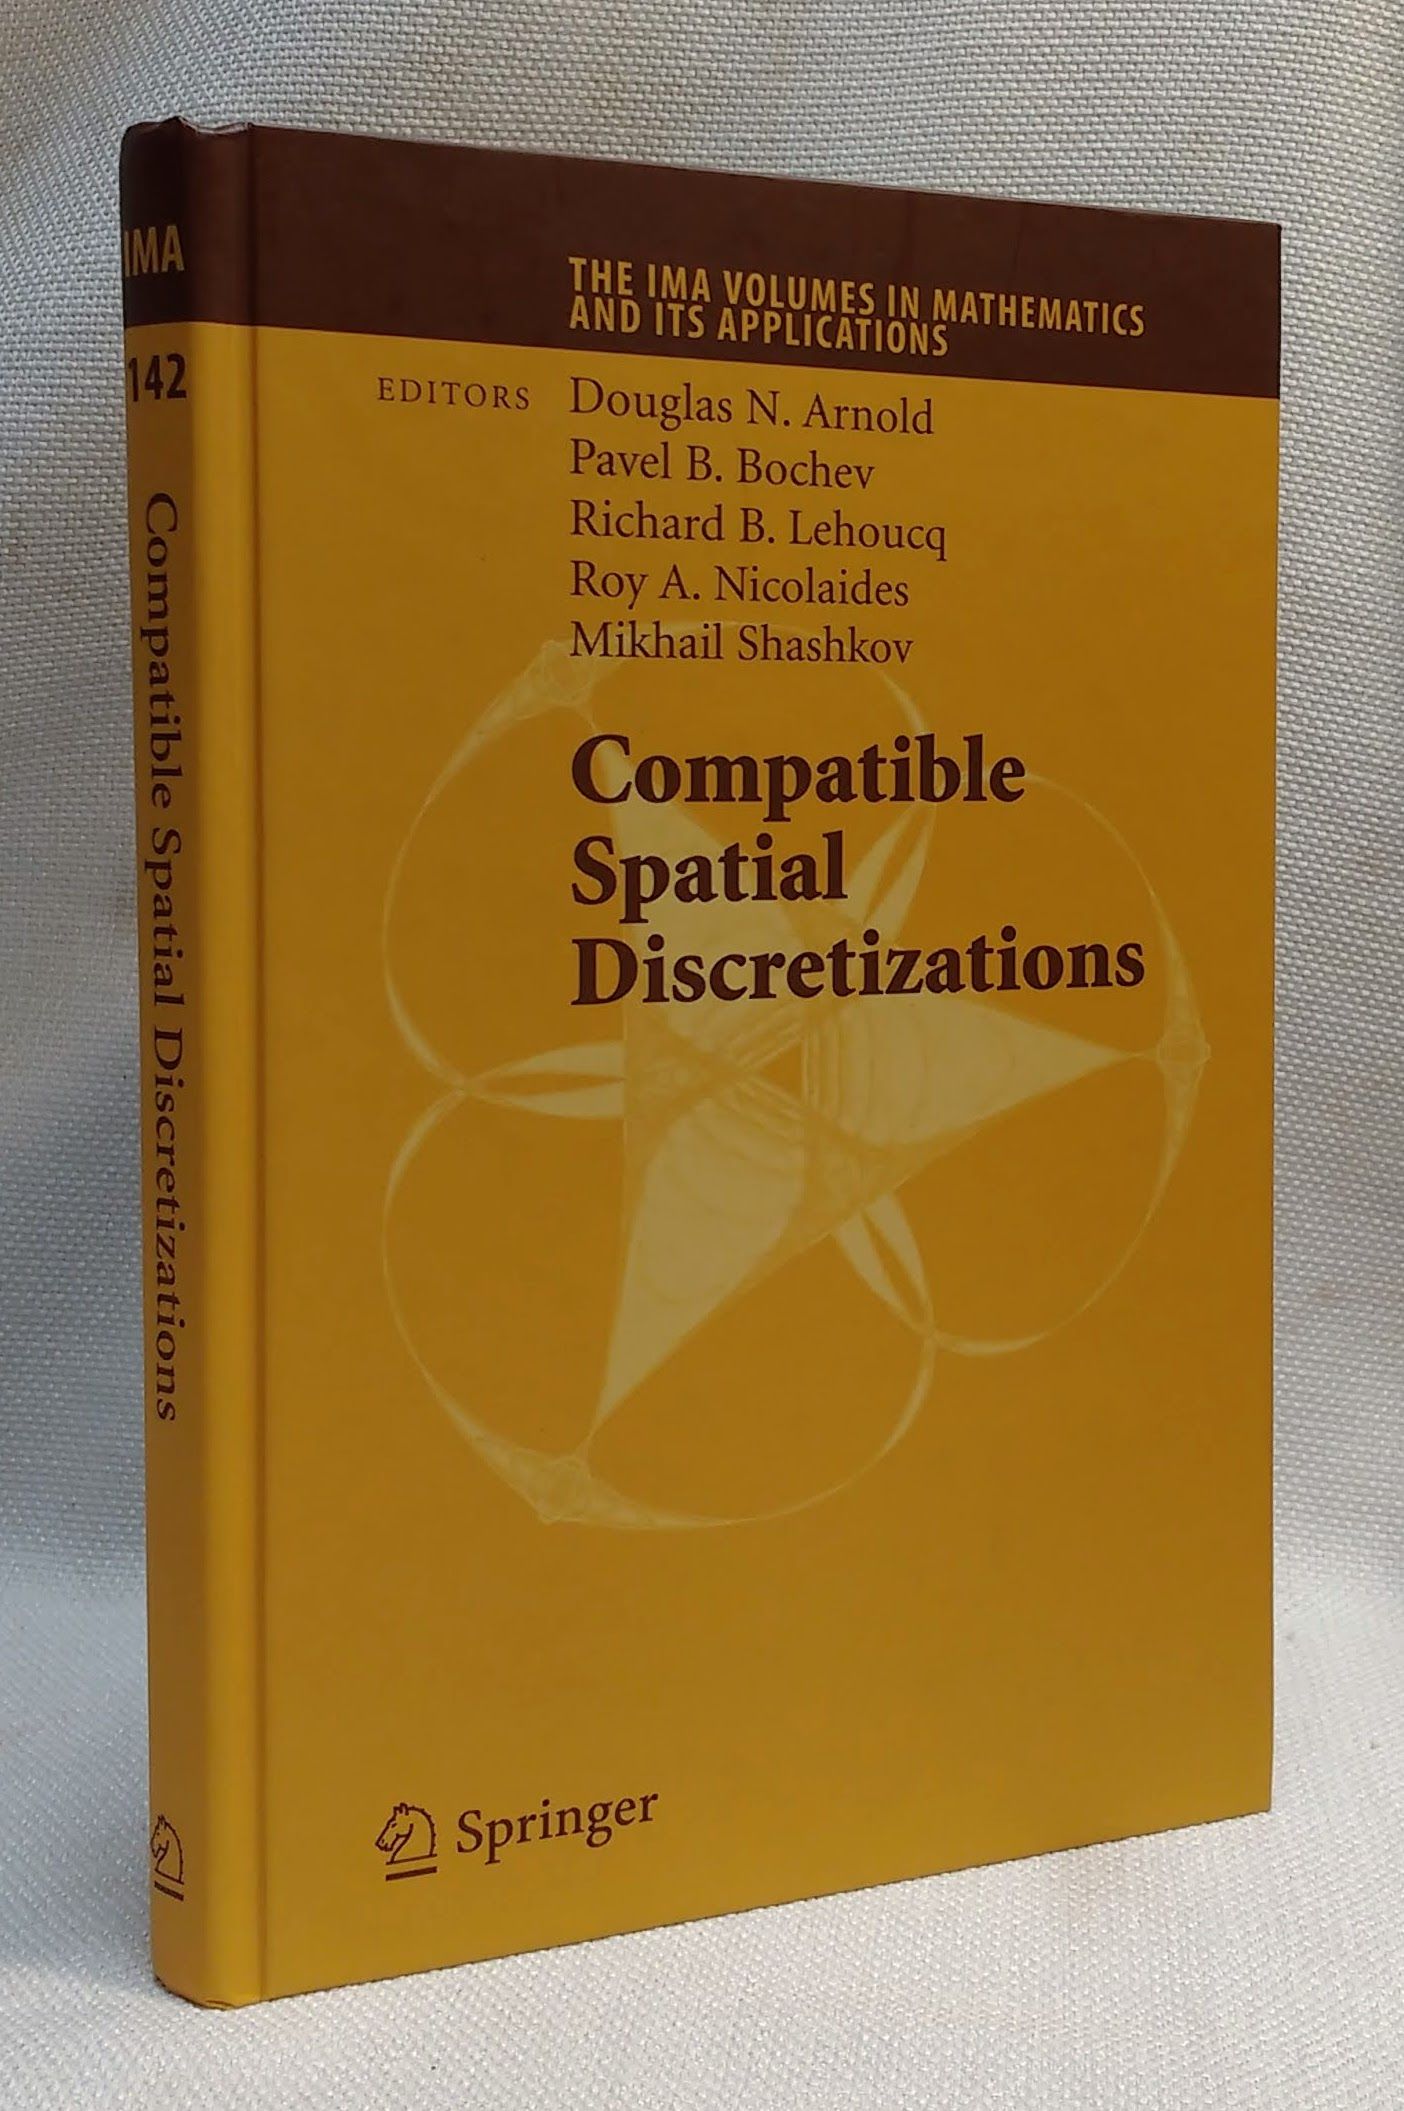 IMA
142
Compatible Spatial Discretizations
THE IMA VOLUMES IN MATHEMATICS
AND ITS APPLICATIONS
EDITORS Douglas N. Arnold
Pavel B. Bochev
Richard B. Lehoucq
Roy A. Nicolaides
Mikhail Shashkov
Compatible
Spatial
Discretizations
Springer